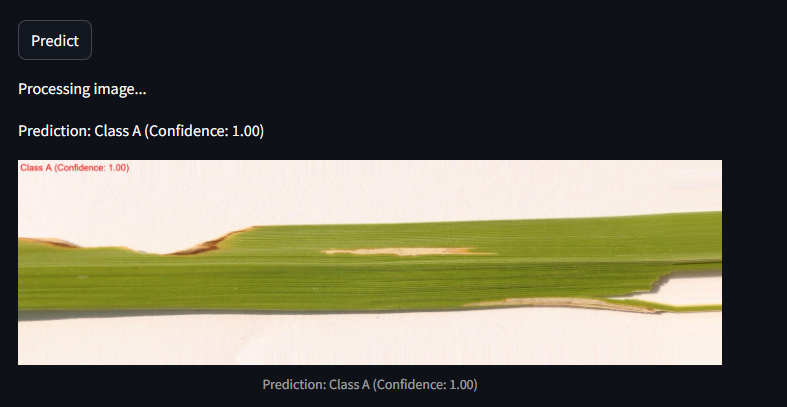 Predict
Processing image...
Prediction: Class A (Confidence: 1.00)
Class A (Confidence: 1.00)
Prediction: Class A (Confidence: 1.00)